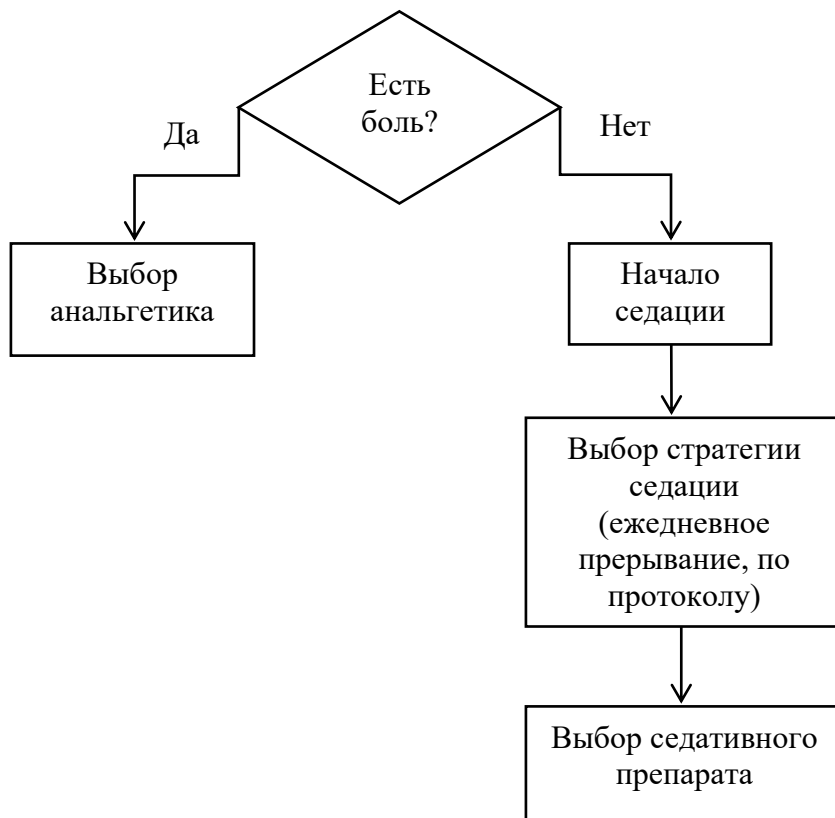 Есть
боль?
Да
Нет
Выбор
анальгетика
Начало
седации
Выбор стратегии
седации
(ежедневное
прерывание, по
протоколу)
Выбор седативного
препарата